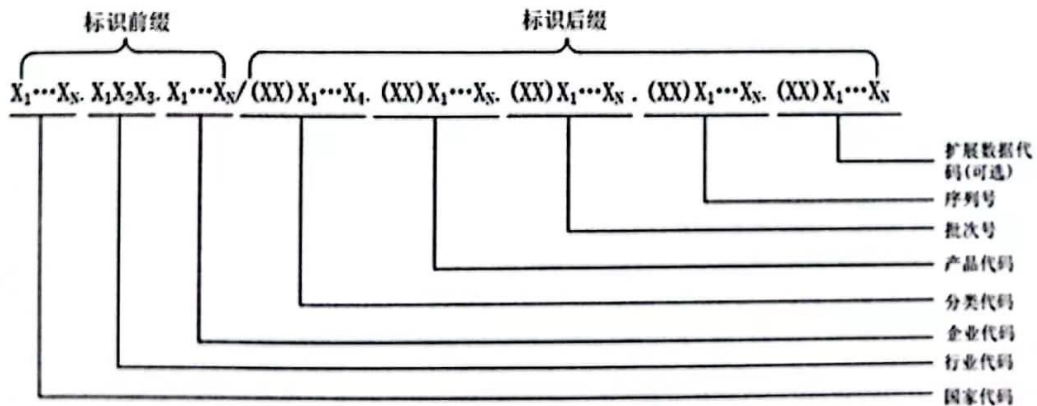 标识前缀 标识后缀
X₁…Xₙ. X₁X₂X₃. X₁…Xₙ/(XX)X₁…X₄. (XX)X₁…Xₙ. (XX)X₁…Xₙ . (XX)X₁…Xₙ. (XX)X₁…Xₙ
扩展数据代
码(可选)
序列号
批次号
产品代码
分类代码
企业代码
行业代码
国家代码